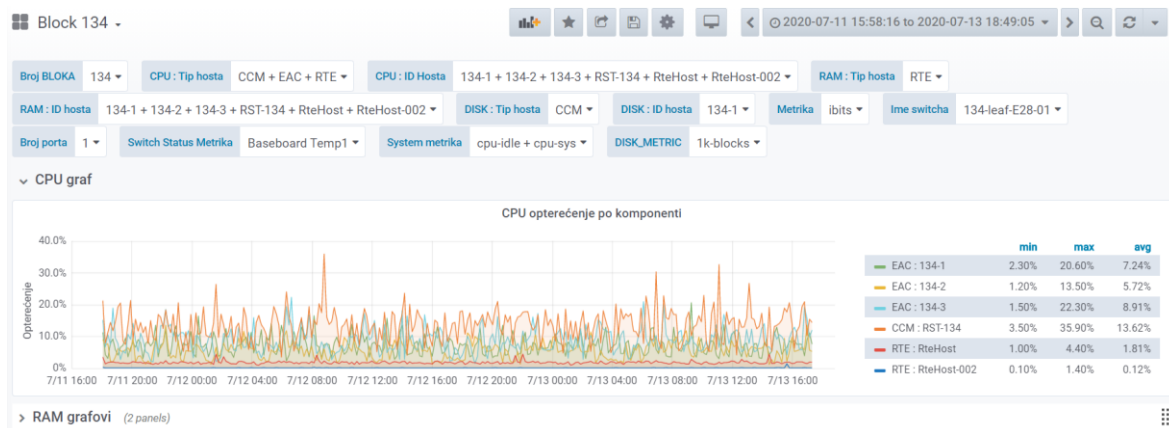 Block 134
2020-07-11 15:58:16 to 2020-07-13 18:49:05
Broj BLOKA 134 CPU : Tip hosta CCM + EAC + RTE CPU : ID Hosta 134-1 + 134-2 + 134-3 + RST-134 + RteHost + RteHost-002 RAM : Tip hosta RTE
RAM : ID hosta 134-1 + 134-2 + 134-3 + RST-134 + RteHost + RteHost-002 DISK : Tip hosta CCM DISK : ID hosta 134-1 Metrika ibits Ime switcha 134-leaf-E28-01
Broj porta 1 Switch Status Metrika Baseboard Temp1 System metrika cpu-idle + cpu-sys DISK_METRIC 1k-blocks
CPU graf
CPU opterećenje po komponenti
Opterećenje
40.0%
30.0%
20.0%
10.0%
0%
7/11 16:00 7/11 20:00 7/12 00:00 7/12 04:00 7/12 08:00 7/12 12:00 7/12 16:00 7/12 20:00 7/13 00:00 7/13 04:00 7/13 08:00 7/13 12:00 7/13 16:00
min max avg
EAC : 134-1 2.30% 20.60% 7.24%
EAC : 134-2 1.20% 13.50% 5.72%
EAC : 134-3 1.50% 22.30% 8.91%
CCM : RST-134 3.50% 35.90% 13.62%
RTE : RteHost 1.00% 4.40% 1.81%
RTE : RteHost-002 0.10% 1.40% 0.12%
RAM grafovi (2 panels)